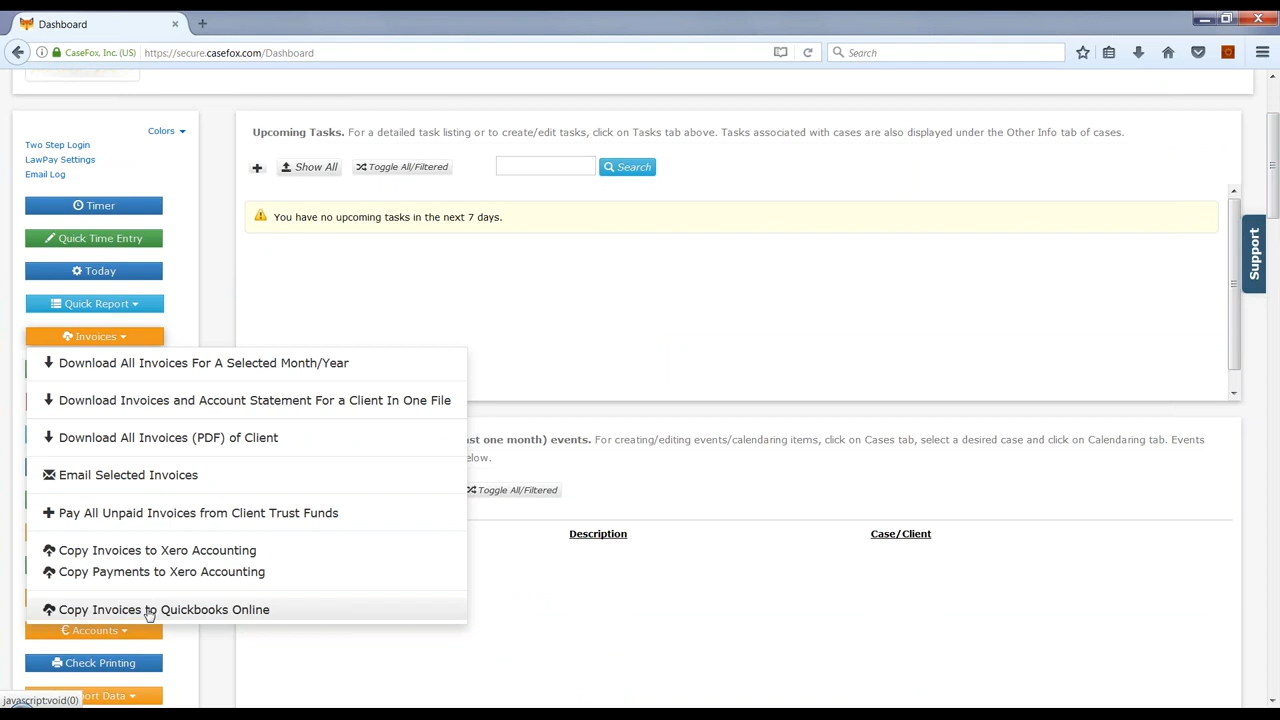 Dashboard
CaseFox, Inc. (US)
https://secure.casefox.com/Dashboard
Search
Colors
Two Step Login
LawPay Settings
Email Log
Timer
Quick Time Entry
Today
Quick Report
Invoices
Download All Invoices For A Selected Month/Year
Download Invoices and Account Statement For a Client In One File
Download All Invoices (PDF) of Client
Email Selected Invoices
Pay All Unpaid Invoices from Client Trust Funds
Copy Invoices to Xero Accounting
Copy Payments to Xero Accounting
Copy Invoices to Quickbooks Online
Accounts
Check Printing
port Data
javascript:void(0)
Upcoming Tasks. For a detailed task listing or to create/edit tasks, click on Tasks tab above. Tasks associated with cases are also displayed under the Other Info tab of cases.
Show All
Toggle All/Filtered
Search
You have no upcoming tasks in the next 7 days.
ast one month) events. For creating/editing events/calendaring items, click on Cases tab, select a desired case and click on Calendaring tab. Events
elow.
Toggle All/Filtered
Description
Case/Client
Support